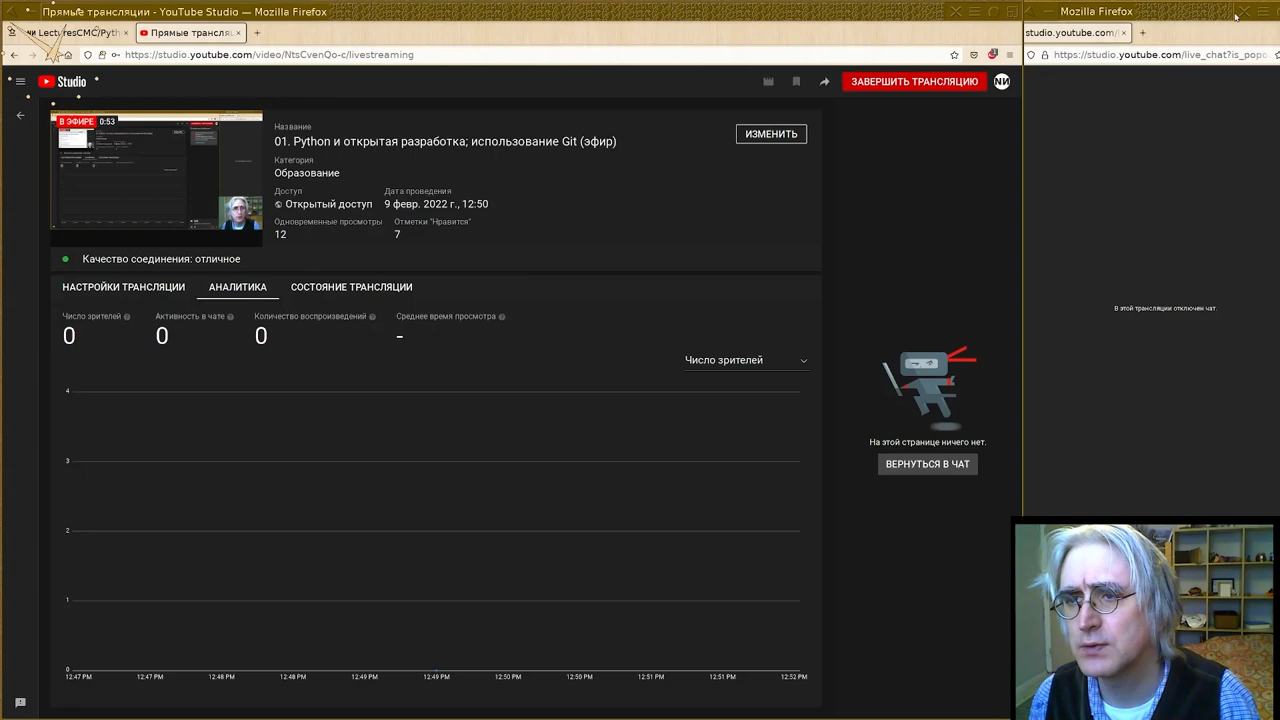 Прямые трансляции - YouTube Studio — Mozilla Firefox
Mozilla Firefox
LecturesCMC/Pyth
Прямые трансл
studio.youtube.com/
https://studio.youtube.com/video/NtsCvenQo-c/livestreaming
https://studio.youtube.com/live_chat?is_popo
Studio
ЗАВЕРШИТЬ ТРАНСЛЯЦИЮ
NИ
В ЭФИРЕ 0:53
Название
01. Python и открытая разработка; использование Git (эфир)
ИЗМЕНИТЬ
Категория
Образование
Доступ
Дата проведения
Открытый доступ
9 февр. 2022 г., 12:50
Одновременные просмотры
Отметки "Нравится"
12
7
Качество соединения: отличное
НАСТРОЙКИ ТРАНСЛЯЦИИ
АНАЛИТИКА
СОСТОЯНИЕ ТРАНСЛЯЦИИ
Число зрителей
Активность в чате
Количество воспроизведений
Среднее время просмотра
0
0
0
-
Число зрителей
В этой трансляции отключен чат.
4
3
2
1
0
12:47 PM 12:47 PM 12:48 PM 12:48 PM 12:49 PM 12:49 PM 12:50 PM 12:50 PM 12:51 PM 12:51 PM 12:52 PM
На этой странице ничего нет.
ВЕРНУТЬСЯ В ЧАТ